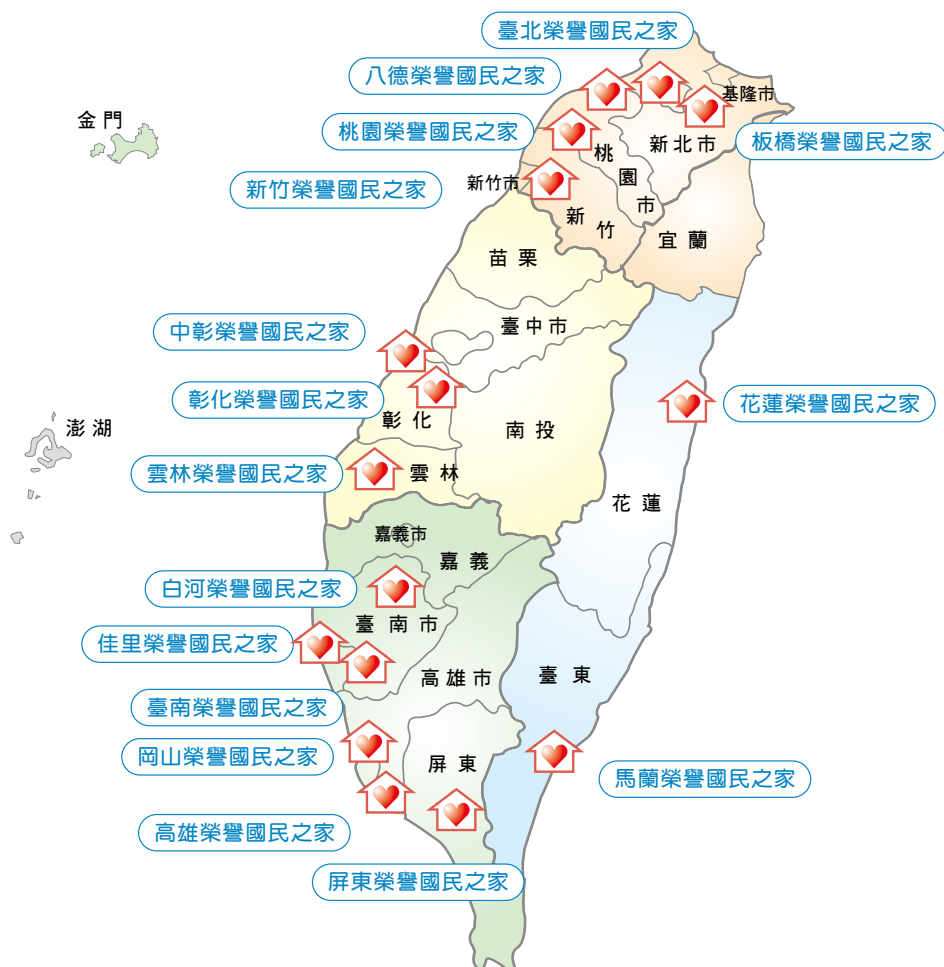 臺北榮譽國民之家
八德榮譽國民之家
基隆市
金門
桃園榮譽國民之家
新北市
板橋榮譽國民之家
桃園市
新竹榮譽國民之家
新竹市
新竹
宜蘭
苗栗
中彰榮譽國民之家
臺中市
彰化榮譽國民之家
花蓮榮譽國民之家
彰化
南投
澎湖
雲林榮譽國民之家
雲林
花蓮
嘉義市
嘉義
白河榮譽國民之家
臺南市
佳里榮譽國民之家
高雄市
臺東
臺南榮譽國民之家
岡山榮譽國民之家
屏東
馬蘭榮譽國民之家
高雄榮譽國民之家
屏東榮譽國民之家